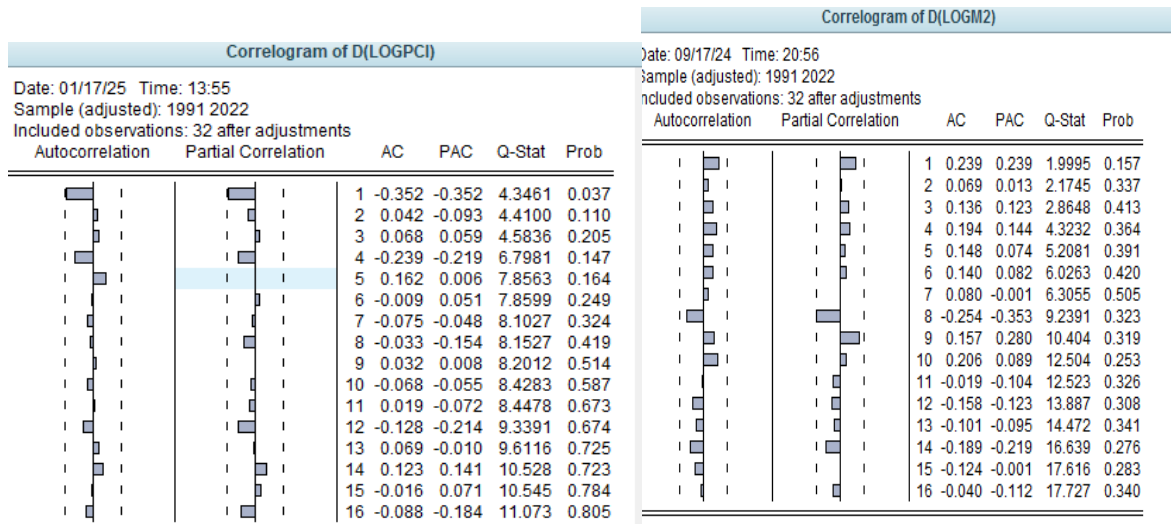 Correlogram of D(LOGPCI)
Date: 01/17/25 Time: 13:55
Sample (adjusted): 1991 2022
Included observations: 32 after adjustments
Autocorrelation Partial Correlation AC PAC Q-Stat Prob
1 -0.352 -0.352 4.3461 0.037
2 0.042 -0.093 4.4100 0.110
3 0.068 0.059 4.5836 0.205
4 -0.239 -0.219 6.7981 0.147
5 0.162 0.006 7.8563 0.164
6 -0.009 0.051 7.8599 0.249
7 -0.075 -0.048 8.1027 0.324
8 -0.033 -0.154 8.1527 0.419
9 0.032 0.008 8.2012 0.514
10 -0.068 -0.055 8.4283 0.587
11 0.019 -0.072 8.4478 0.673
12 -0.128 -0.214 9.3391 0.674
13 0.069 -0.010 9.6116 0.725
14 0.123 0.141 10.528 0.723
15 -0.016 0.071 10.545 0.784
16 -0.088 -0.184 11.073 0.805
Correlogram of D(LOGM2)
Date: 09/17/24 Time: 20:56
Sample (adjusted): 1991 2022
ncluded observations: 32 after adjustments
Autocorrelation Partial Correlation AC PAC Q-Stat Prob
1 0.239 0.239 1.9995 0.157
2 0.069 0.013 2.1745 0.337
3 0.136 0.123 2.8648 0.413
4 0.194 0.144 4.3232 0.364
5 0.148 0.074 5.2081 0.391
6 0.140 0.082 6.0263 0.420
7 0.080 -0.001 6.3055 0.505
8 -0.254 -0.353 9.2391 0.323
9 0.157 0.280 10.404 0.319
10 0.206 0.089 12.504 0.253
11 -0.019 -0.104 12.523 0.326
12 -0.158 -0.123 13.887 0.308
13 -0.101 -0.095 14.472 0.341
14 -0.189 -0.219 16.639 0.276
15 -0.124 -0.001 17.616 0.283
16 -0.040 -0.112 17.727 0.340